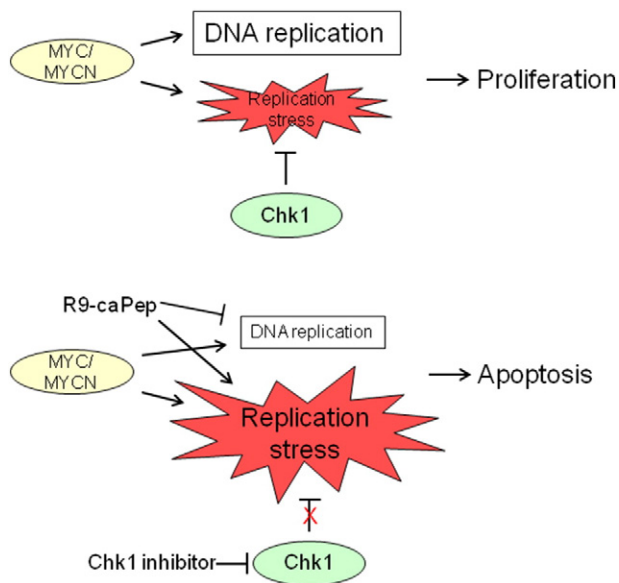 MYC/
MYCN
DNA replication
Replication
stress
Proliferation
Chk1
R9-caPep
DNA replication
MYC/
MYCN
Replication
stress
Apoptosis
X
Chk1 inhibitor
Chk1